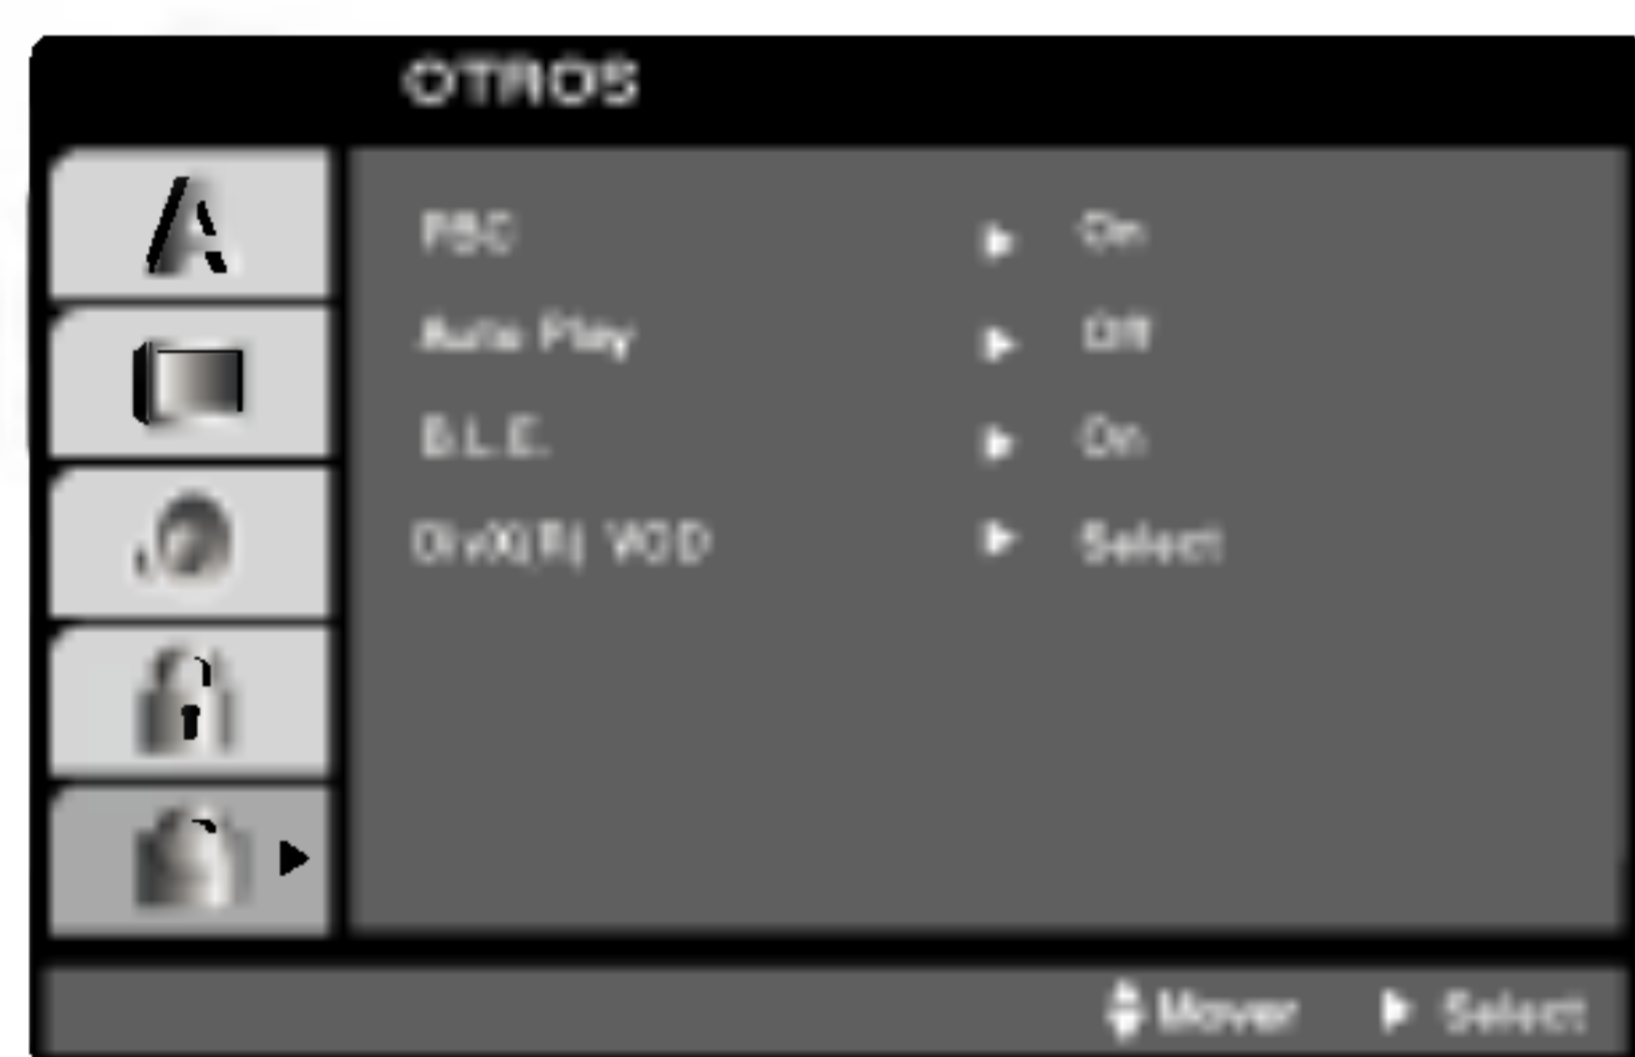 OTROS
PBC On
Auto Play Off
B.L.E. On
DivX(R) VOD Select
Mover Select